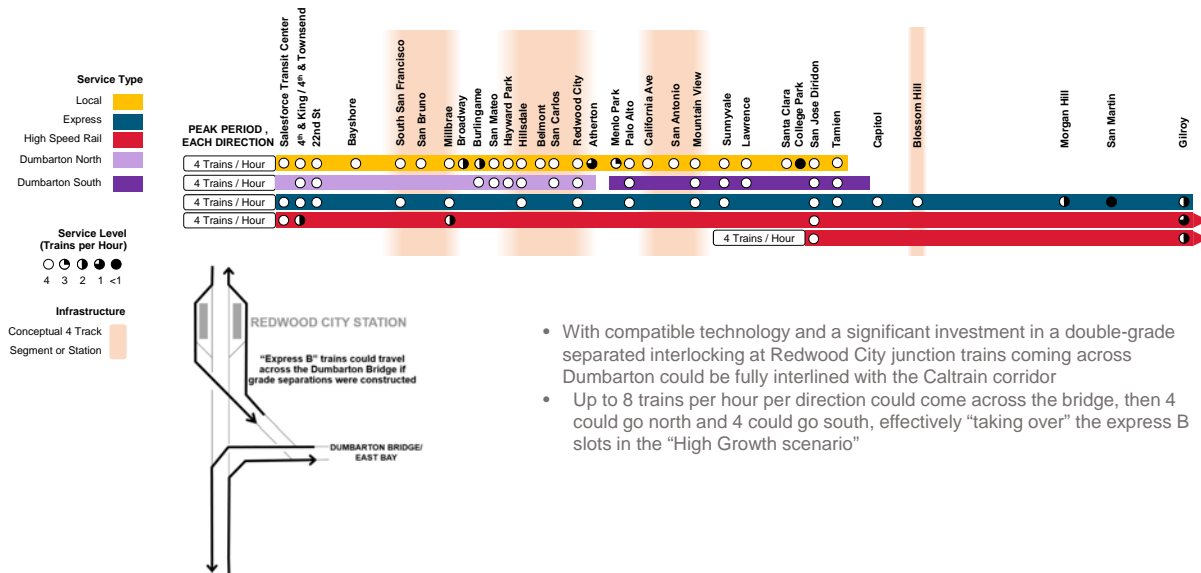 Service Type
Local
Express
High Speed Rail
Dumbarton North
Dumbarton South
Service Level
(Trains per Hour)
4 3 2 1 <1
Infrastructure
Conceptual 4 Track
Segment or Station
PEAK PERIOD ,
EACH DIRECTION
Salesforce Transit Center
4th & King / 4th & Townsend
22nd St
Bayshore
South San Francisco
San Bruno
Millbrae
Broadway
Burlingame
San Mateo
Hayward Park
Hillsdale
Belmont
San Carlos
Redwood City
Atherton
Menlo Park
Palo Alto
California Ave
San Antonio
Mountain View
Sunnyvale
Lawrence
Santa Clara
College Park
San Jose Diridon
Tamien
Capitol
Blossom Hill
Morgan Hill
San Martin
Gilroy
4 Trains / Hour
4 Trains / Hour
4 Trains / Hour
4 Trains / Hour
4 Trains / Hour
REDWOOD CITY STATION
"Express B" trains could travel
across the Dumbarton Bridge if
grade separations were constructed
DUMBARTON BRIDGE/
EAST BAY
• With compatible technology and a significant investment in a double-grade
separated interlocking at Redwood City junction trains coming across
Dumbarton could be fully interlined with the Caltrain corridor
• Up to 8 trains per hour per direction could come across the bridge, then 4
could go north and 4 could go south, effectively “taking over” the express B
slots in the “High Growth scenario”